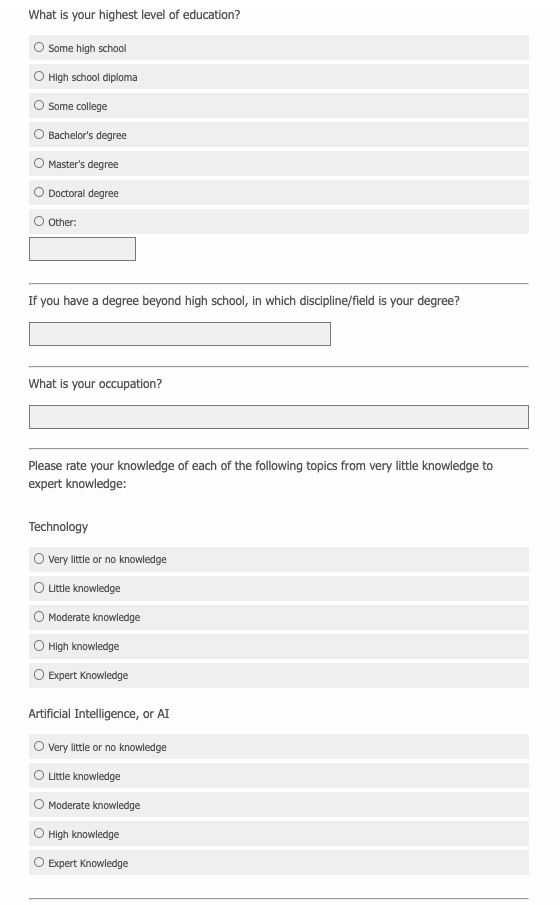 What is your highest level of education?
Some high school
High school diploma
Some college
Bachelor's degree
Master's degree
Doctoral degree
Other:
If you have a degree beyond high school, in which discipline/field is your degree?
What is your occupation?
Please rate your knowledge of each of the following topics from very little knowledge to
expert knowledge:
Technology
Very little or no knowledge
Little knowledge
Moderate knowledge
High knowledge
Expert Knowledge
Artificial Intelligence, or AI
Very little or no knowledge
Little knowledge
Moderate knowledge
High knowledge
Expert Knowledge